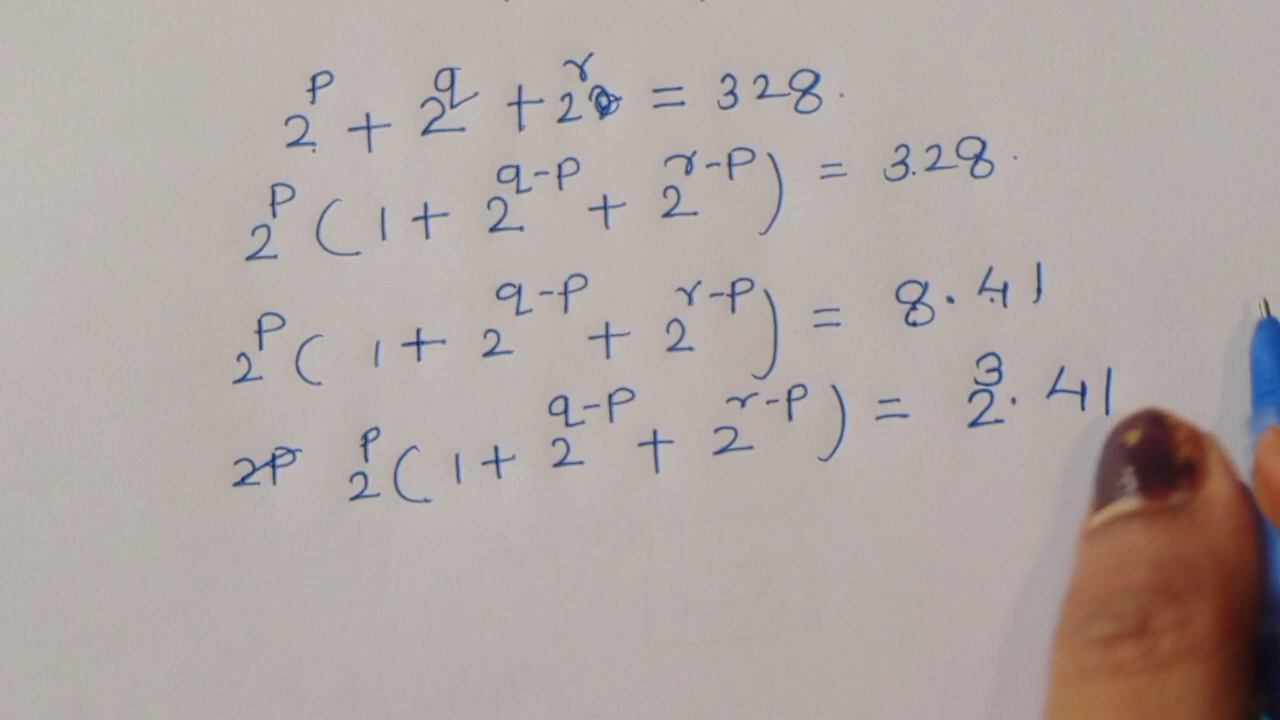 2^p + 2^q + 2^r = 328.
2^p (1 + 2^{q-p} + 2^{r-p}) = 328.
2^p (1 + 2^{q-p} + 2^{r-p}) = 8.41
2^p (1 + 2^{q-p} + 2^{r-p}) = 2^3.41